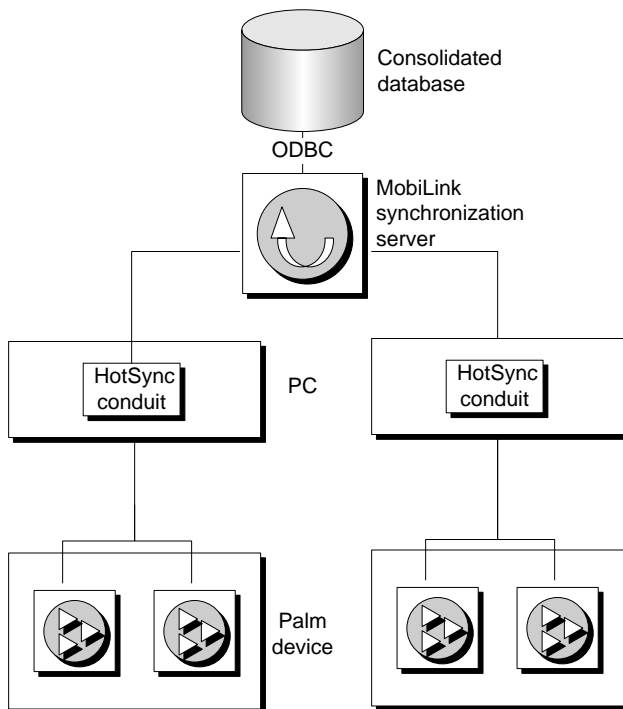 Consolidated
database
ODBC
MobiLink
synchronization
server
HotSync
conduit
PC
HotSync
conduit
Palm
device